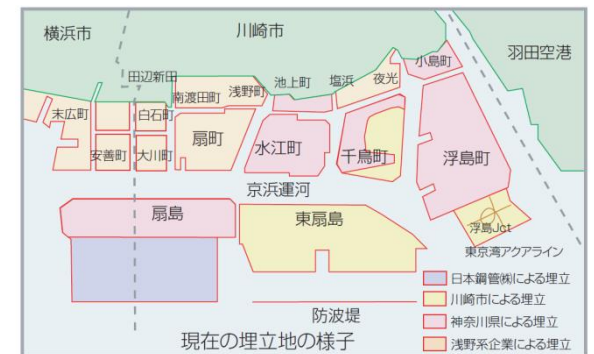 横浜市
川崎市
羽田空港
田辺新田
南渡田町
浅野町
池上町
塩浜
夜光
小島町
末広町
白石町
安善町
大川町
扇町
水江町
千鳥町
浮島町
京浜運河
扇島
東扇島
浮島Jct
東京湾アクアライン
日本鋼管㈱による埋立
川崎市による埋立
神奈川県による埋立
浅野系企業による埋立
防波堤
現在の埋立地の様子